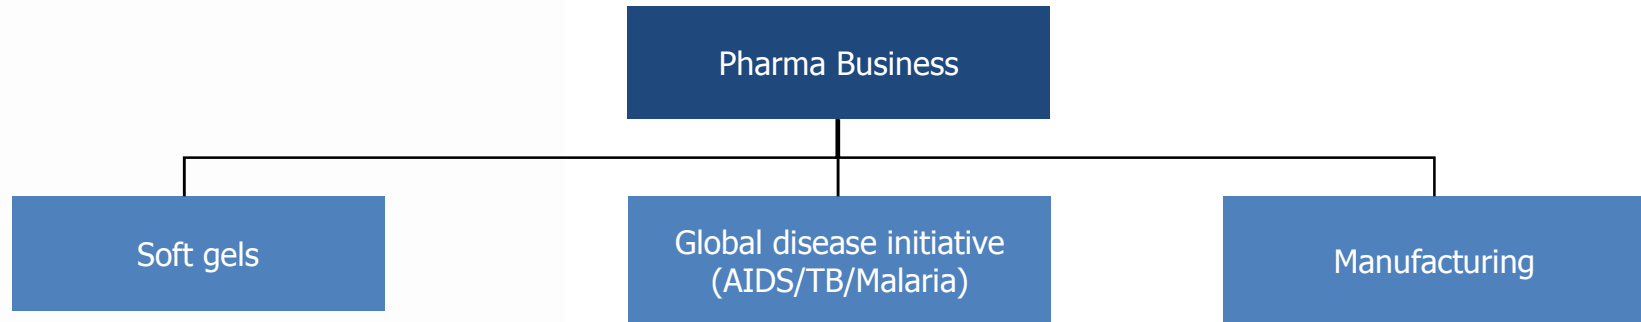 Pharma Business
Soft gels
Global disease initiative
(AIDS/TB/Malaria)
Manufacturing